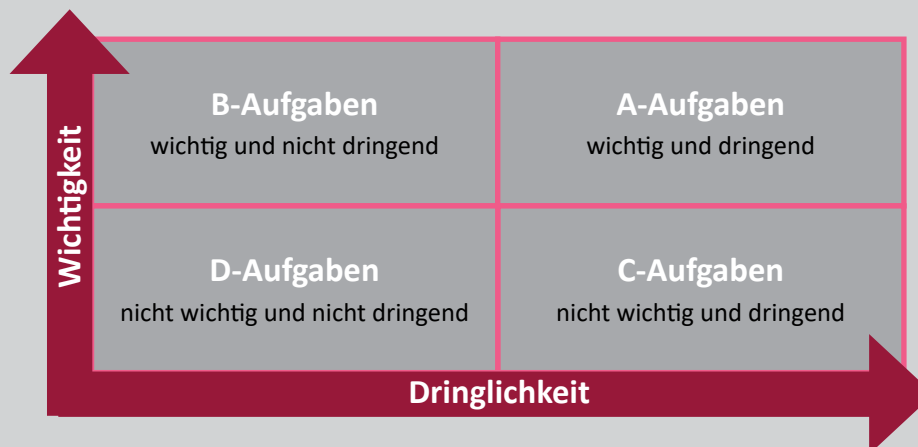 Wichtigkeit
B-Aufgaben
wichtig und nicht dringend
A-Aufgaben
wichtig und dringend
D-Aufgaben
nicht wichtig und nicht dringend
C-Aufgaben
nicht wichtig und dringend
Dringlichkeit